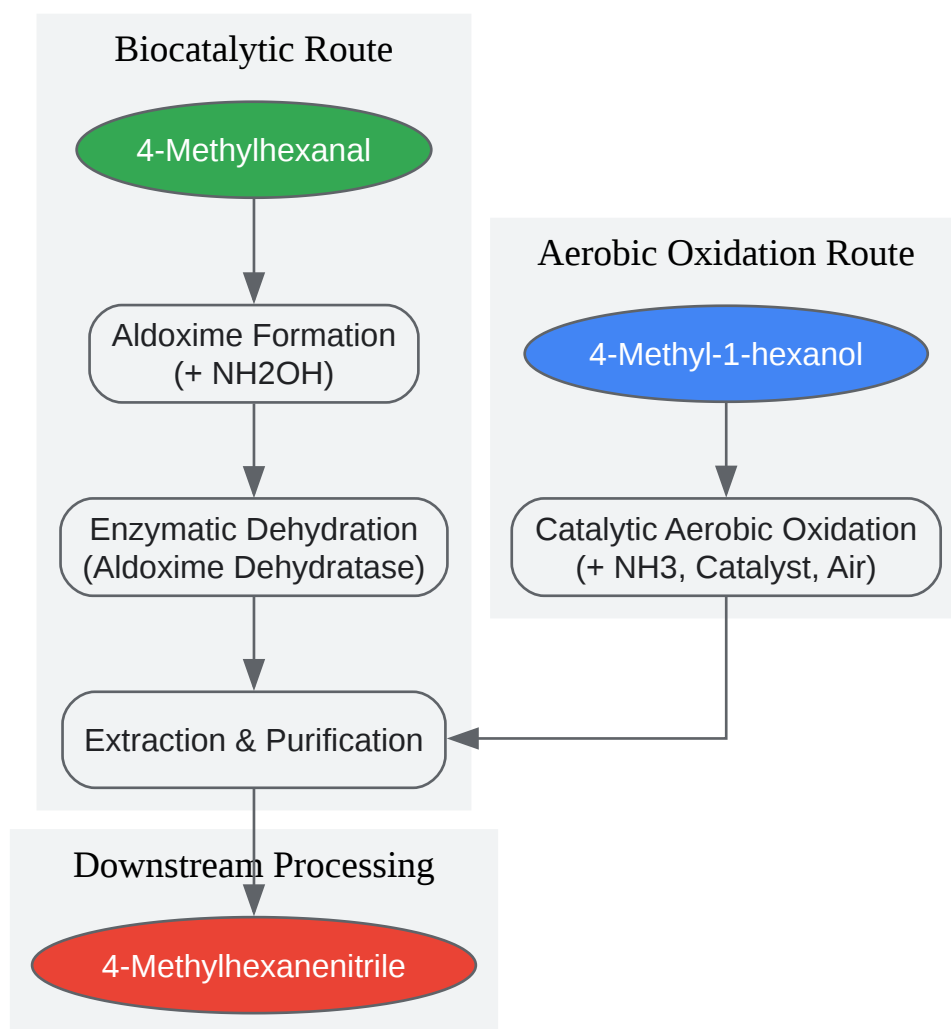 Biocatalytic Route
4-Methylhexanal
Aldoxime Formation
(+ NH2OH)
Enzymatic Dehydration
(Aldoxime Dehydratase)
Extraction & Purification
Aerobic Oxidation Route
4-Methyl-1-hexanol
Catalytic Aerobic Oxidation
(+ NH3, Catalyst, Air)
Downstream Processing
4-Methylhexanenitrile